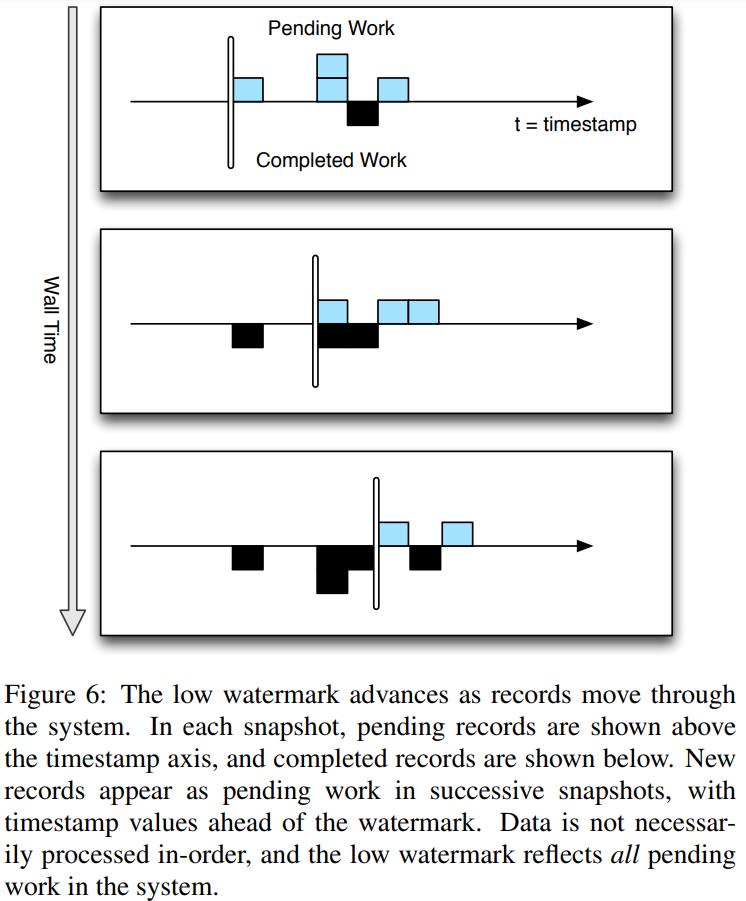 Pending Work
t = timestamp
Completed Work
Wall Time
Figure 6: The low watermark advances as records move through
the system. In each snapshot, pending records are shown above
the timestamp axis, and completed records are shown below. New
records appear as pending work in successive snapshots, with
timestamp values ahead of the watermark. Data is not necessar-
ily processed in-order, and the low watermark reflects all pending
work in the system.